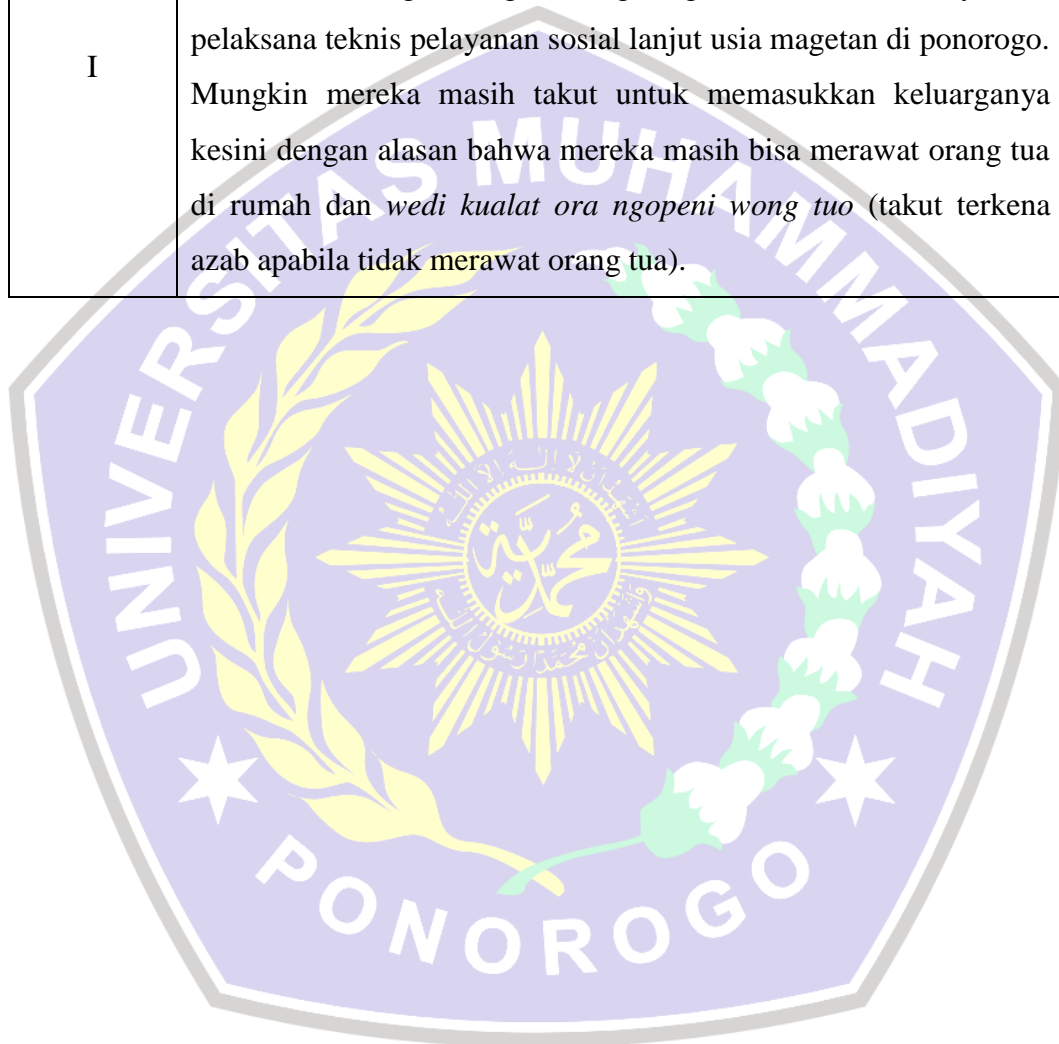 I
pelaksana teknis pelayanan sosial lanjut usia magetan di ponorogo.
Mungkin mereka masih takut untuk memasukkan keluarganya
kesini dengan alasan bahwa mereka masih bisa merawat orang tua
di rumah dan wedi kualat ora ngopeni wong tuo (takut terkena
azab apabila tidak merawat orang tua).
UNIVERSITAS MUHAMMADIYAH
PONOROGO
محمدية